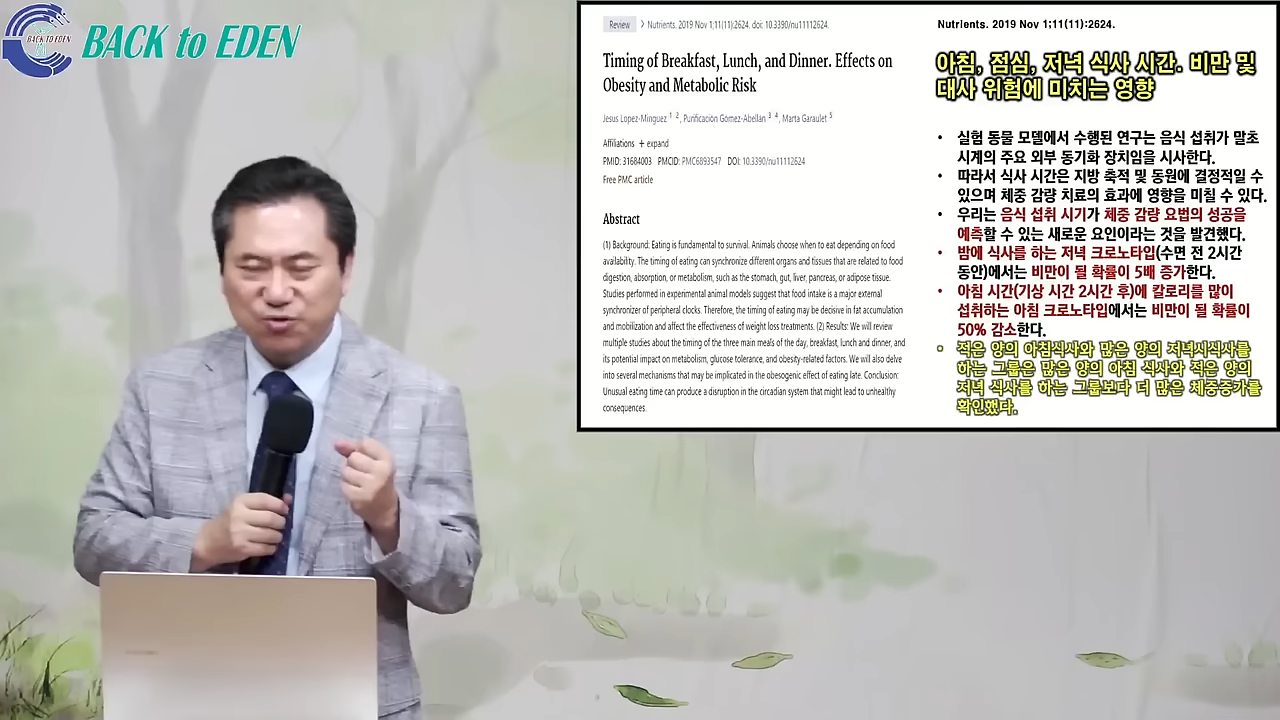 BACK TO EDEN
BACK to EDEN
Review
Nutrients. 2019 Nov 1;11(11):2624. doi: 10.3390/nu11112624.
Timing of Breakfast, Lunch, and Dinner. Effects on
Obesity and Metabolic Risk
Jesus Lopez-Minguez 1 2, Purificación Gómez-Abellán 3 4, Marta Garaulet 5
Affiliations + expand
PMID: 31684003 PMCID: PMC6893547 DOI: 10.3390/nu11112624
Free PMC article
Abstract
(1) Background: Eating is fundamental to survival. Animals choose when to eat depending on food
availability. The timing of eating can synchronize different organs and tissues that are related to food
digestion, absorption, or metabolism, such as the stomach, gut, liver, pancreas, or adipose tissue.
Studies performed in experimental animal models suggest that food intake is a major external
synchronizer of peripheral clocks. Therefore, the timing of eating may be decisive in fat accumulation
and mobilization and affect the effectiveness of weight loss treatments. (2) Results: We will review
multiple studies about the timing of the three main meals of the day, breakfast, lunch and dinner, and
its potential impact on metabolism, glucose tolerance, and obesity-related factors. We will also delve
into several mechanisms that may be implicated in the obesogenic effect of eating late. Conclusion:
Unusual eating time can produce a disruption in the circadian system that might lead to unhealthy
consequences.
Nutrients. 2019 Nov 1;11(11):2624.
아침, 점심, 저녁 식사 시간. 비만 및
대사 위험에 미치는 영향
• 실험 동물 모델에서 수행된 연구는 음식 섭취가 말초
시계의 주요 외부 동기화 장치임을 시사한다.
• 따라서 식사 시간은 지방 축적 및 동원에 결정적일 수
있으며 체중 감량 치료의 효과에 영향을 미칠 수 있다.
• 우리는 음식 섭취 시기가 체중 감량 요법의 성공을
예측할 수 있는 새로운 요인이라는 것을 발견했다.
• 밤에 식사를 하는 저녁 크로노타입(수면 전 2시간
동안)에서는 비만이 될 확률이 5배 증가한다.
• 아침 시간(기상 시간 2시간 후)에 칼로리를 많이
섭취하는 아침 크로노타입에서는 비만이 될 확률이
50% 감소한다.
• 적은 양의 아침식사와 많은 양의 저녁시식사를
하는 그룹은 많은 양의 아침 식사와 적은 양의
저녁 식사를 하는 그룹보다 더 많은 체중증가를
확인했다.